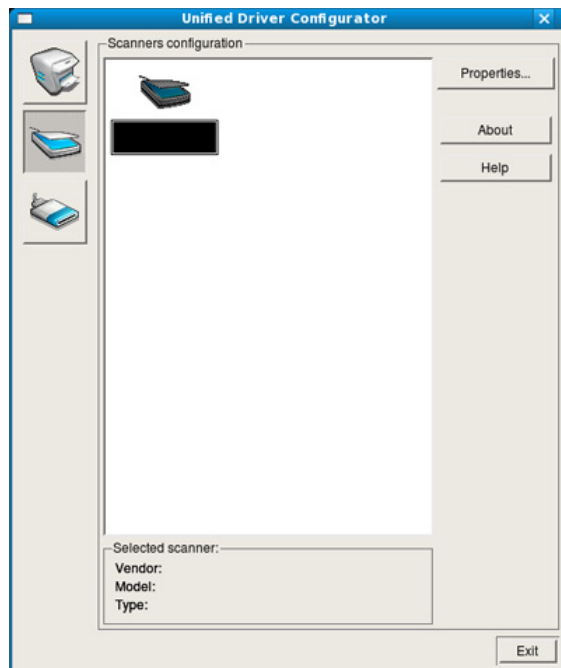 Unified Driver Configurator
Scanners configuration
Properties...
About
Help
Selected scanner:
Vendor:
Model:
Type:
Exit